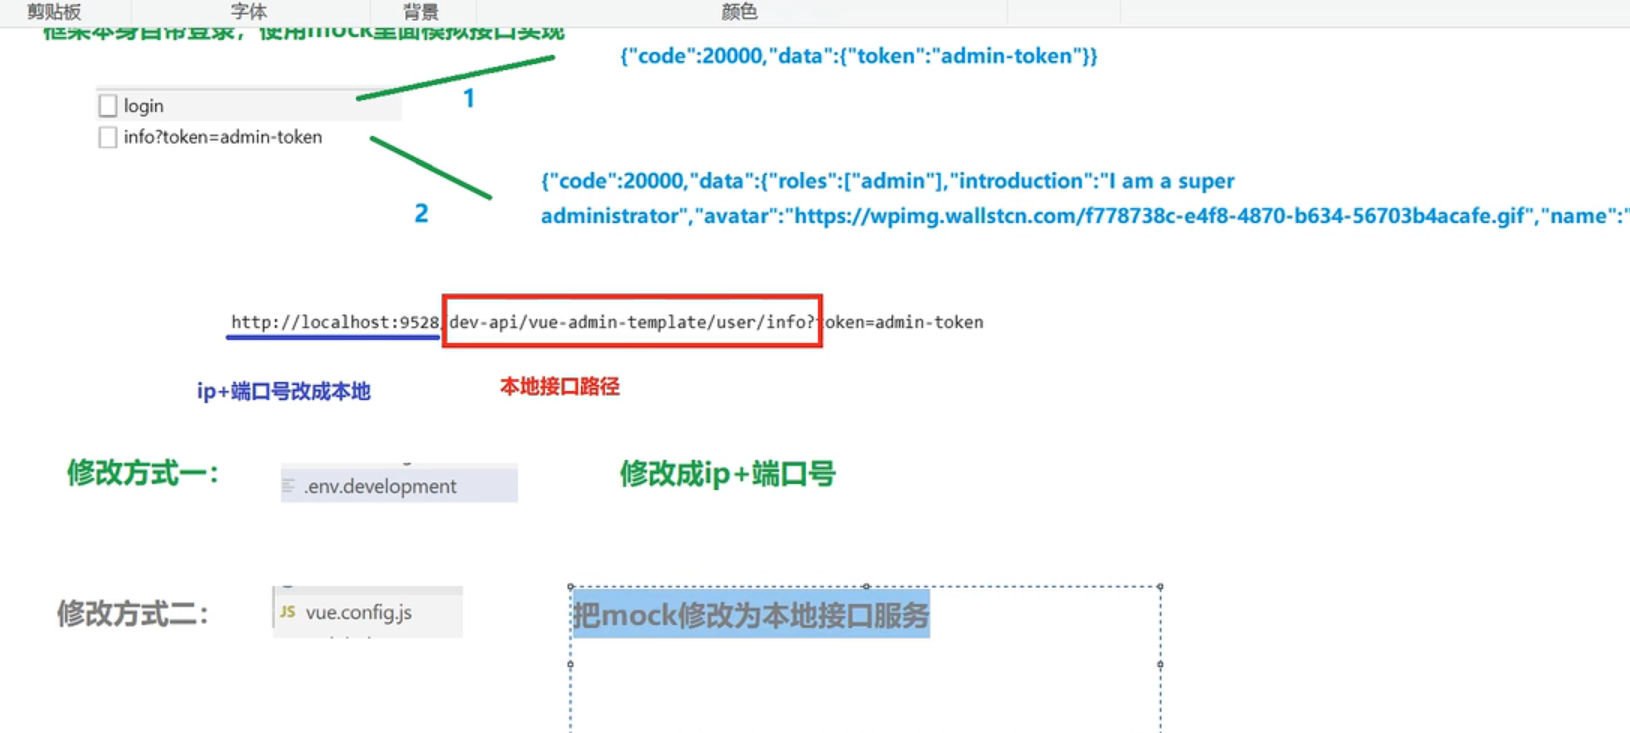 剪贴板 字体 背景 颜色
框架本身自带登录，使用mock里面模拟接口实现
{"code":20000,"data":{"token":"admin-token"}}
1
login
info?token=admin-token
{"code":20000,"data":{"roles":["admin"],"introduction":"I am a super
2
administrator","avatar":"https://wpimg.wallstcn.com/f778738c-e4f8-4870-b634-56703b4acafe.gif","name":"
http://localhost:9528/dev-api/vue-admin-template/user/info?token=admin-token
ip+端口号改成本地
本地接口路径
修改方式一：
.env.development
修改成ip+端口号
修改方式二：
JS vue.config.js
把mock修改为本地接口服务